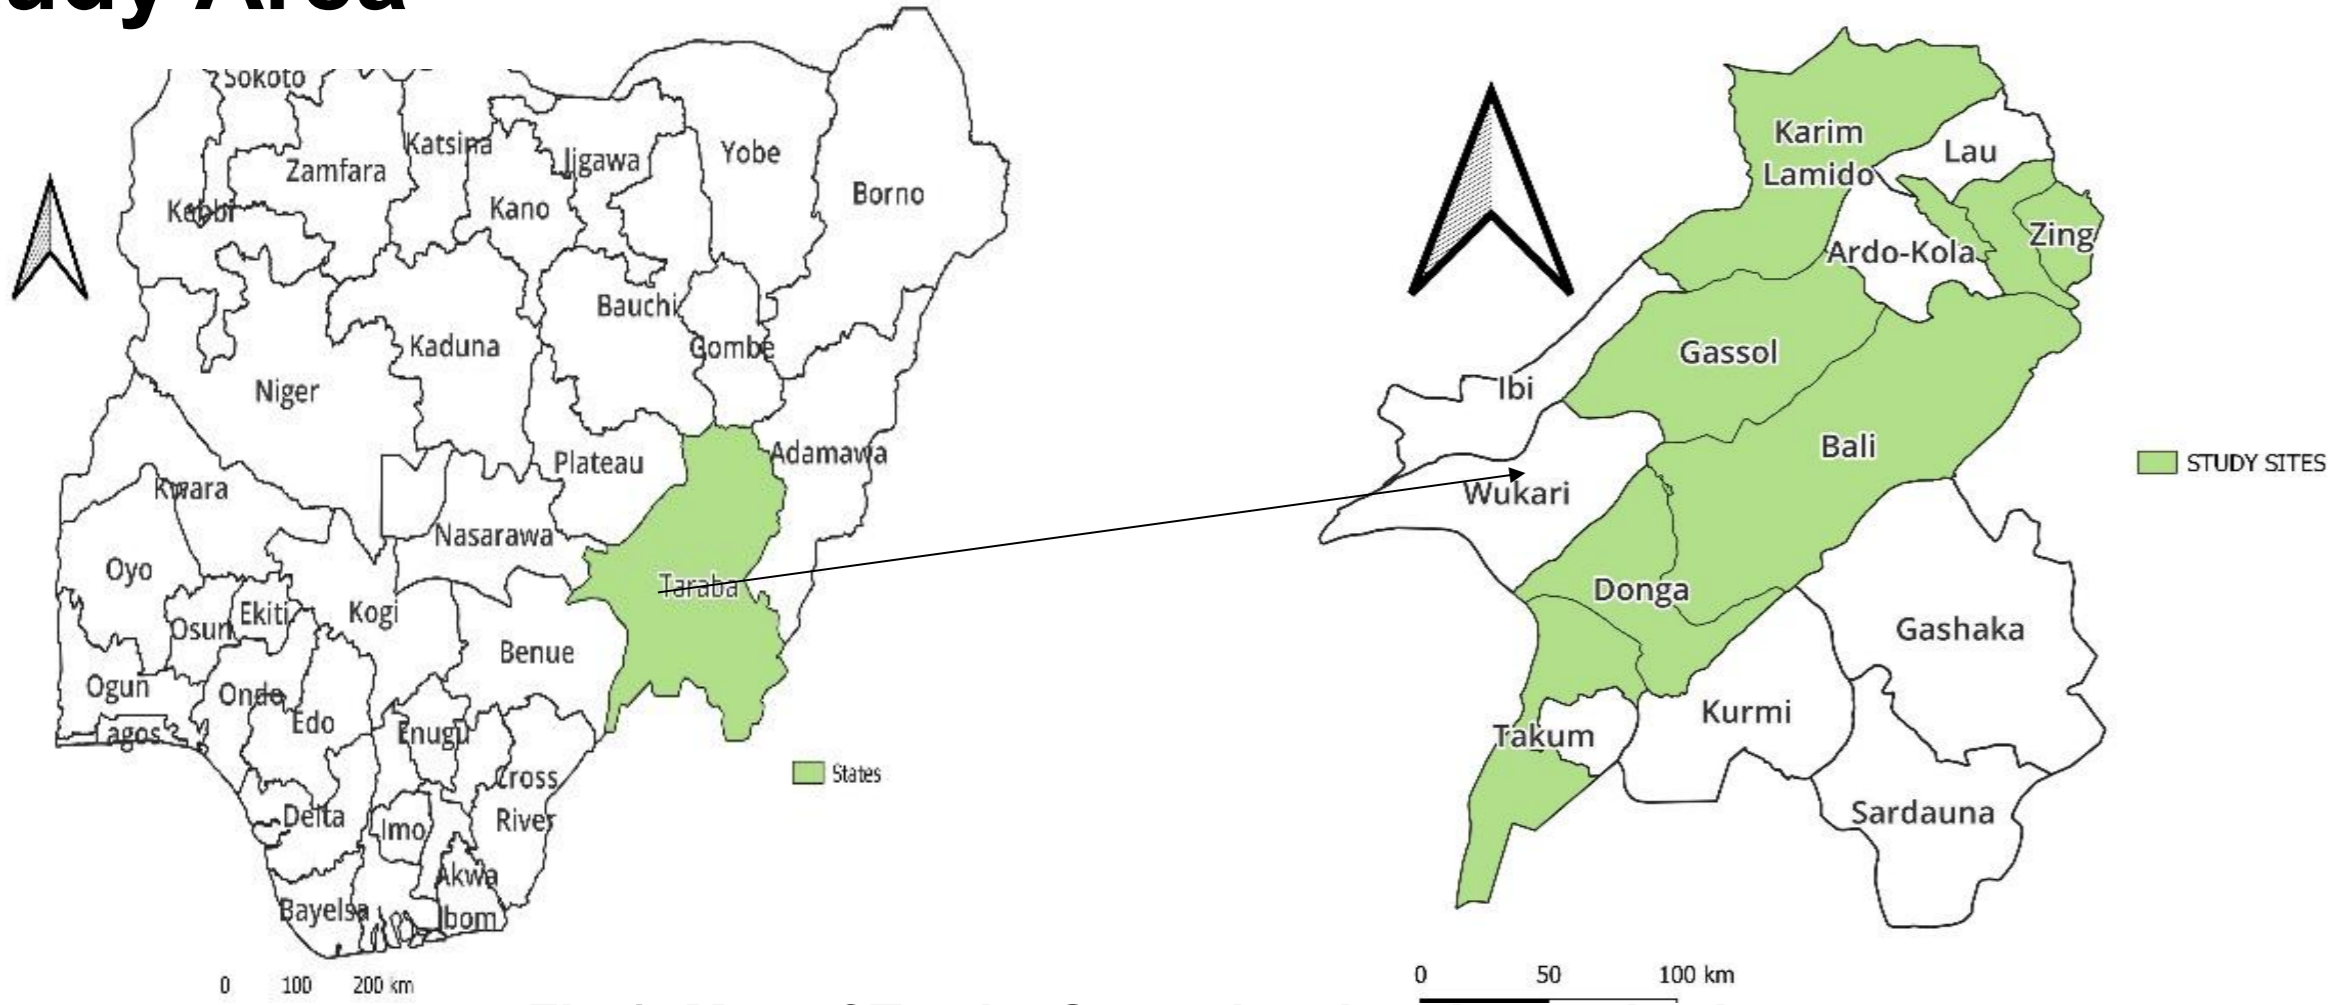 Sokoto
Katsina
Jigawa
Yobe
Zamfara
Borno
Kebbi
Kano
Bauchi
Kaduna
Gombe
Niger
Adamawa
Plateau
Kwara
Nasarawa
Oyo
Taraba
Ekiti
Kogi
Osun
Benue
Ogun
Ondo
Edo
Lagos
Enugu
Cross
River
Delta
Imo
Akwa
Ibom
Bayelsa
States
0 100 200 km
Karim
Lamido
Lau
Zing
Ardo-Kola
Gassol
Ibi
Bali
Wukari
Donga
Gashaka
Kurmi
Takum
Sardauna
STUDY SITES
0 50 100 km